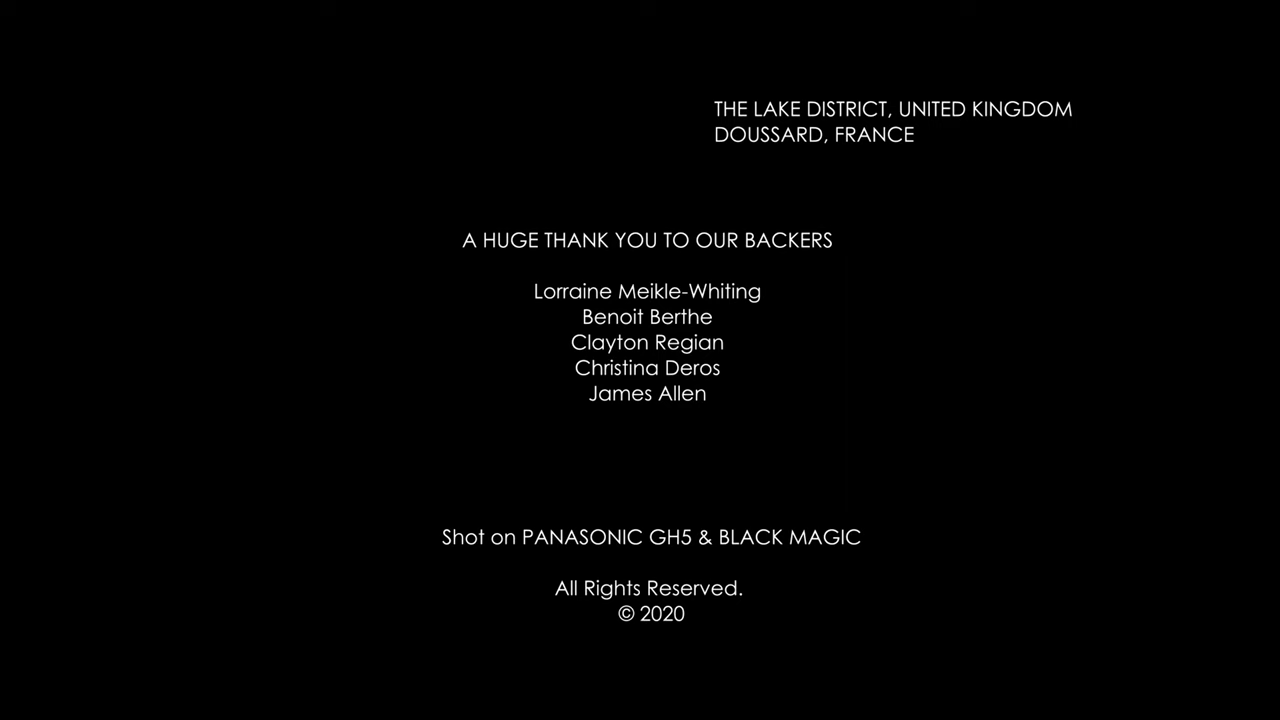 THE LAKE DISTRICT, UNITED KINGDOM
DOUSSARD, FRANCE
A HUGE THANK YOU TO OUR BACKERS
Lorraine Meikle-Whiting
Benoit Berthe
Clayton Regian
Christina Deros
James Allen
Shot on PANASONIC GH5 & BLACK MAGIC
All Rights Reserved.
© 2020